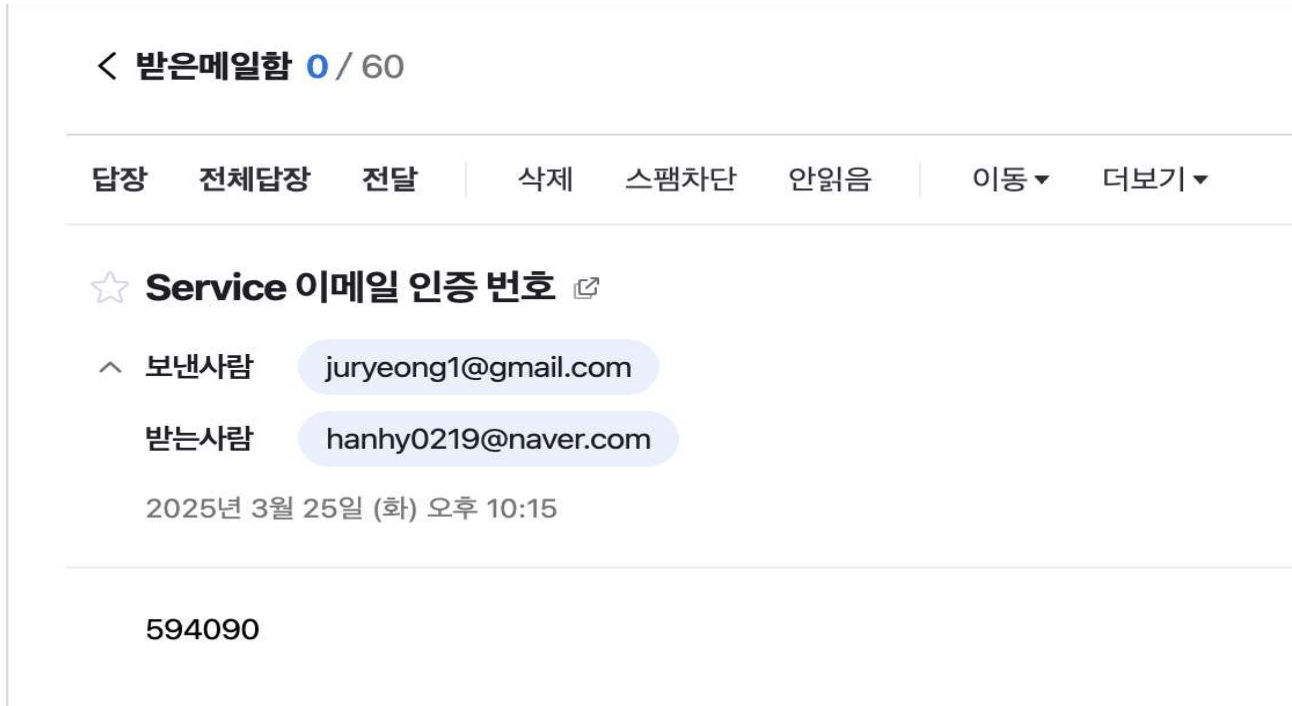 받은메일함 0 / 60
답장 전체답장 전달 삭제 스팸차단 안읽음 이동 더보기
Service 이메일 인증 번호
보낸사람 juryeong1@gmail.com
받는사람 hanhy0219@naver.com
2025년 3월 25일 (화) 오후 10:15
594090